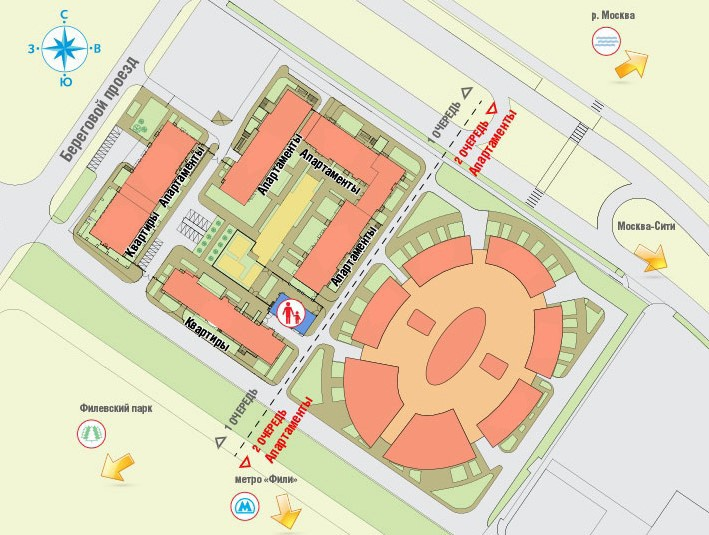 С
З
В
Ю
р. Москва
Береговой проезд
1 ОЧЕРЕДЬ
2 ОЧЕРЕДЬ
Апартаменты
Апартаменты
Апартаменты
Апартаменты
Квартиры
Апартаменты
Москва-Сити
Квартиры
1 ОЧЕРЕДЬ
2 ОЧЕРЕДЬ
Апартаменты
Филевский парк
метро «Фили»
М